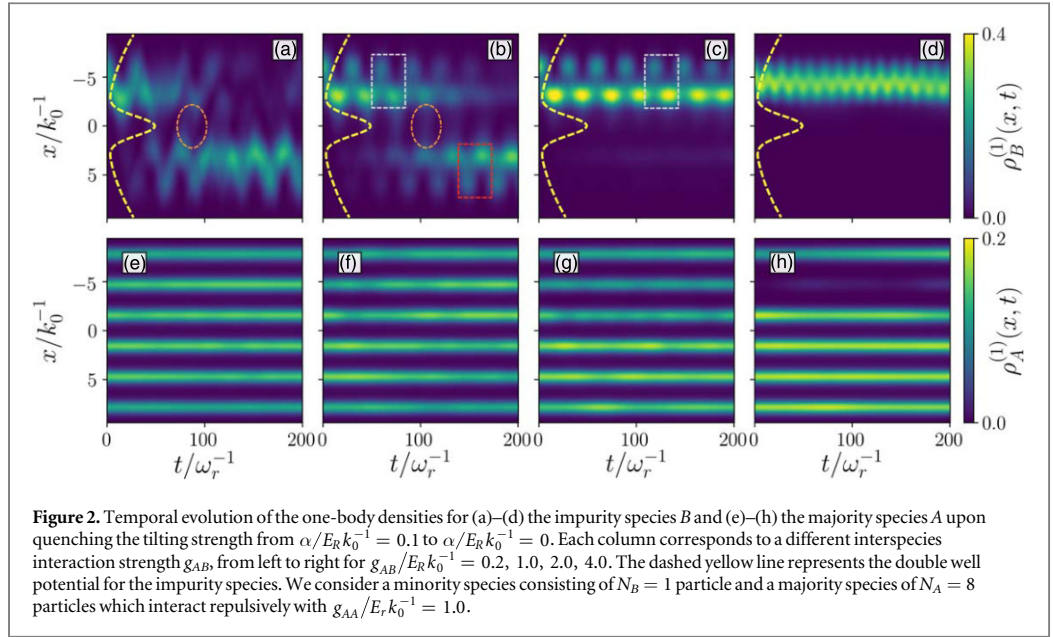 (a) (b) (c) (d)
0.4
−5
0
5
x/k_0^{-1}
ρ_B^{(1)}(x, t)
0.0
(e) (f) (g) (h)
0.2
−5
0
5
x/k_0^{-1}
ρ_A^{(1)}(x, t)
0.0
0 100 200 0 100 200 0 100 200 0 100 200
t/ω_r^{-1} t/ω_r^{-1} t/ω_r^{-1} t/ω_r^{-1}
Figure 2. Temporal evolution of the one-body densities for (a)–(d) the impurity species B and (e)–(h) the majority species A upon
quenching the tilting strength from α/E_R k_0^{-1} = 0.1 to α/E_R k_0^{-1} = 0. Each column corresponds to a different interspecies
interaction strength g_{AB}, from left to right for g_{AB}/E_R k_0^{-1} = 0.2, 1.0, 2.0, 4.0. The dashed yellow line represents the double well
potential for the impurity species. We consider a minority species consisting of N_B = 1 particle and a majority species of N_A = 8
particles which interact repulsively with g_{AA}/E_r k_0^{-1} = 1.0.